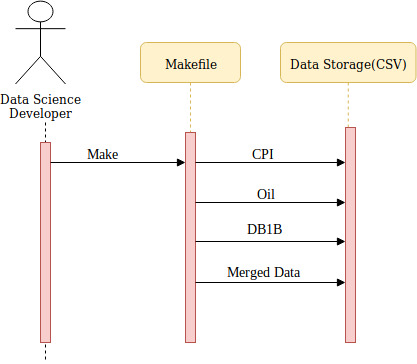 Makefile
Data Storage(CSV)
Data Science
Developer
Make
CPI
Oil
DB1B
Merged Data